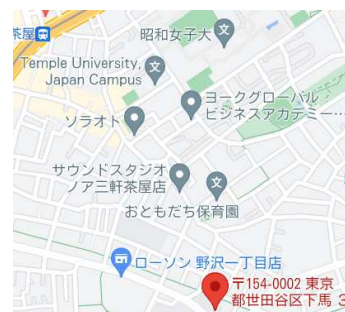 昭和女子大
茶屋
Temple University,
Japan Campus
ヨークグローバル
ビジネスアカデミー…
ソラオト
サウンドスタジオ
ノア三軒茶屋店
おともだち保育園
ローソン 野沢一丁目店
〒154-0002 東京
都世田谷区下馬 3